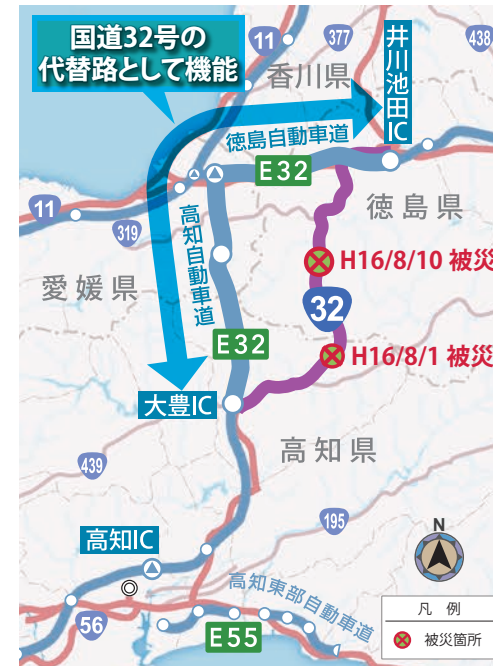 国道32号の
代替路として機能
11
377
井川池田IC
438
香川県
徳島自動車道
E32
11
319
高知自動車道
徳島県
愛媛県
H16/8/10 被災
32
E32
H16/8/1 被災
大豊IC
高知県
439
195
N
高知IC
高知東部自動車道
56
E55
凡 例
被災箇所